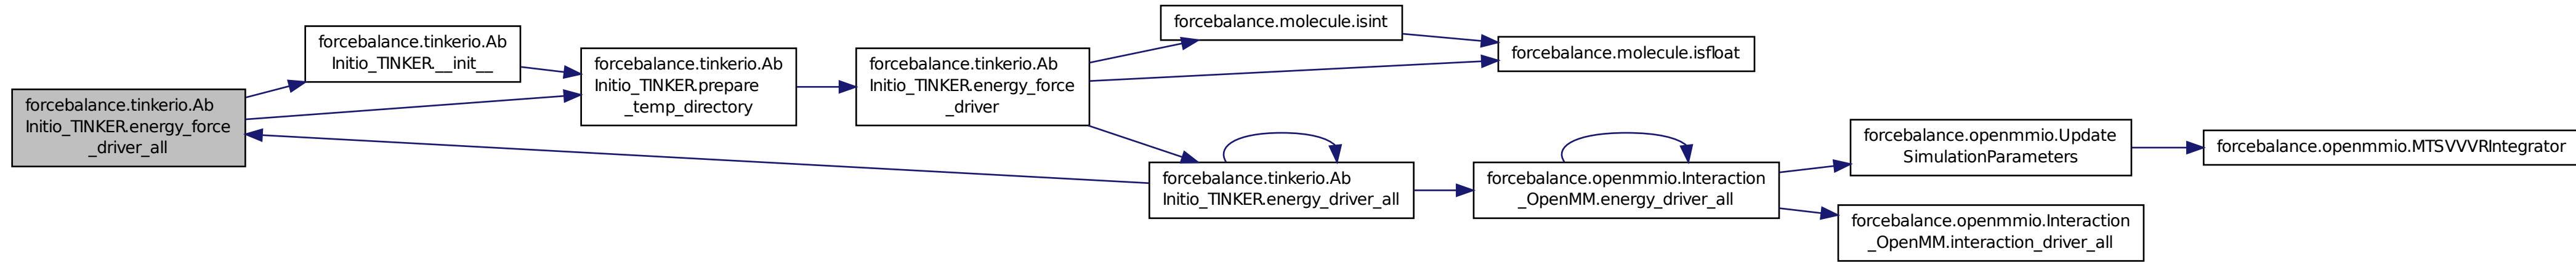 forcebalance.tinkerio.Ab
Initio_TINKER.energy_force
_driver_all
forcebalance.tinkerio.Ab
Initio_TINKER.__init__
forcebalance.tinkerio.Ab
Initio_TINKER.prepare
_temp_directory
forcebalance.tinkerio.Ab
Initio_TINKER.energy_force
_driver
forcebalance.molecule.isint
forcebalance.molecule.isfloat
forcebalance.tinkerio.Ab
Initio_TINKER.energy_driver_all
forcebalance.openmmio.Interaction
_OpenMM.energy_driver_all
forcebalance.openmmio.Update
SimulationParameters
forcebalance.openmmio.MTSVVVRIntegrator
forcebalance.openmmio.Interaction
_OpenMM.interaction_driver_all